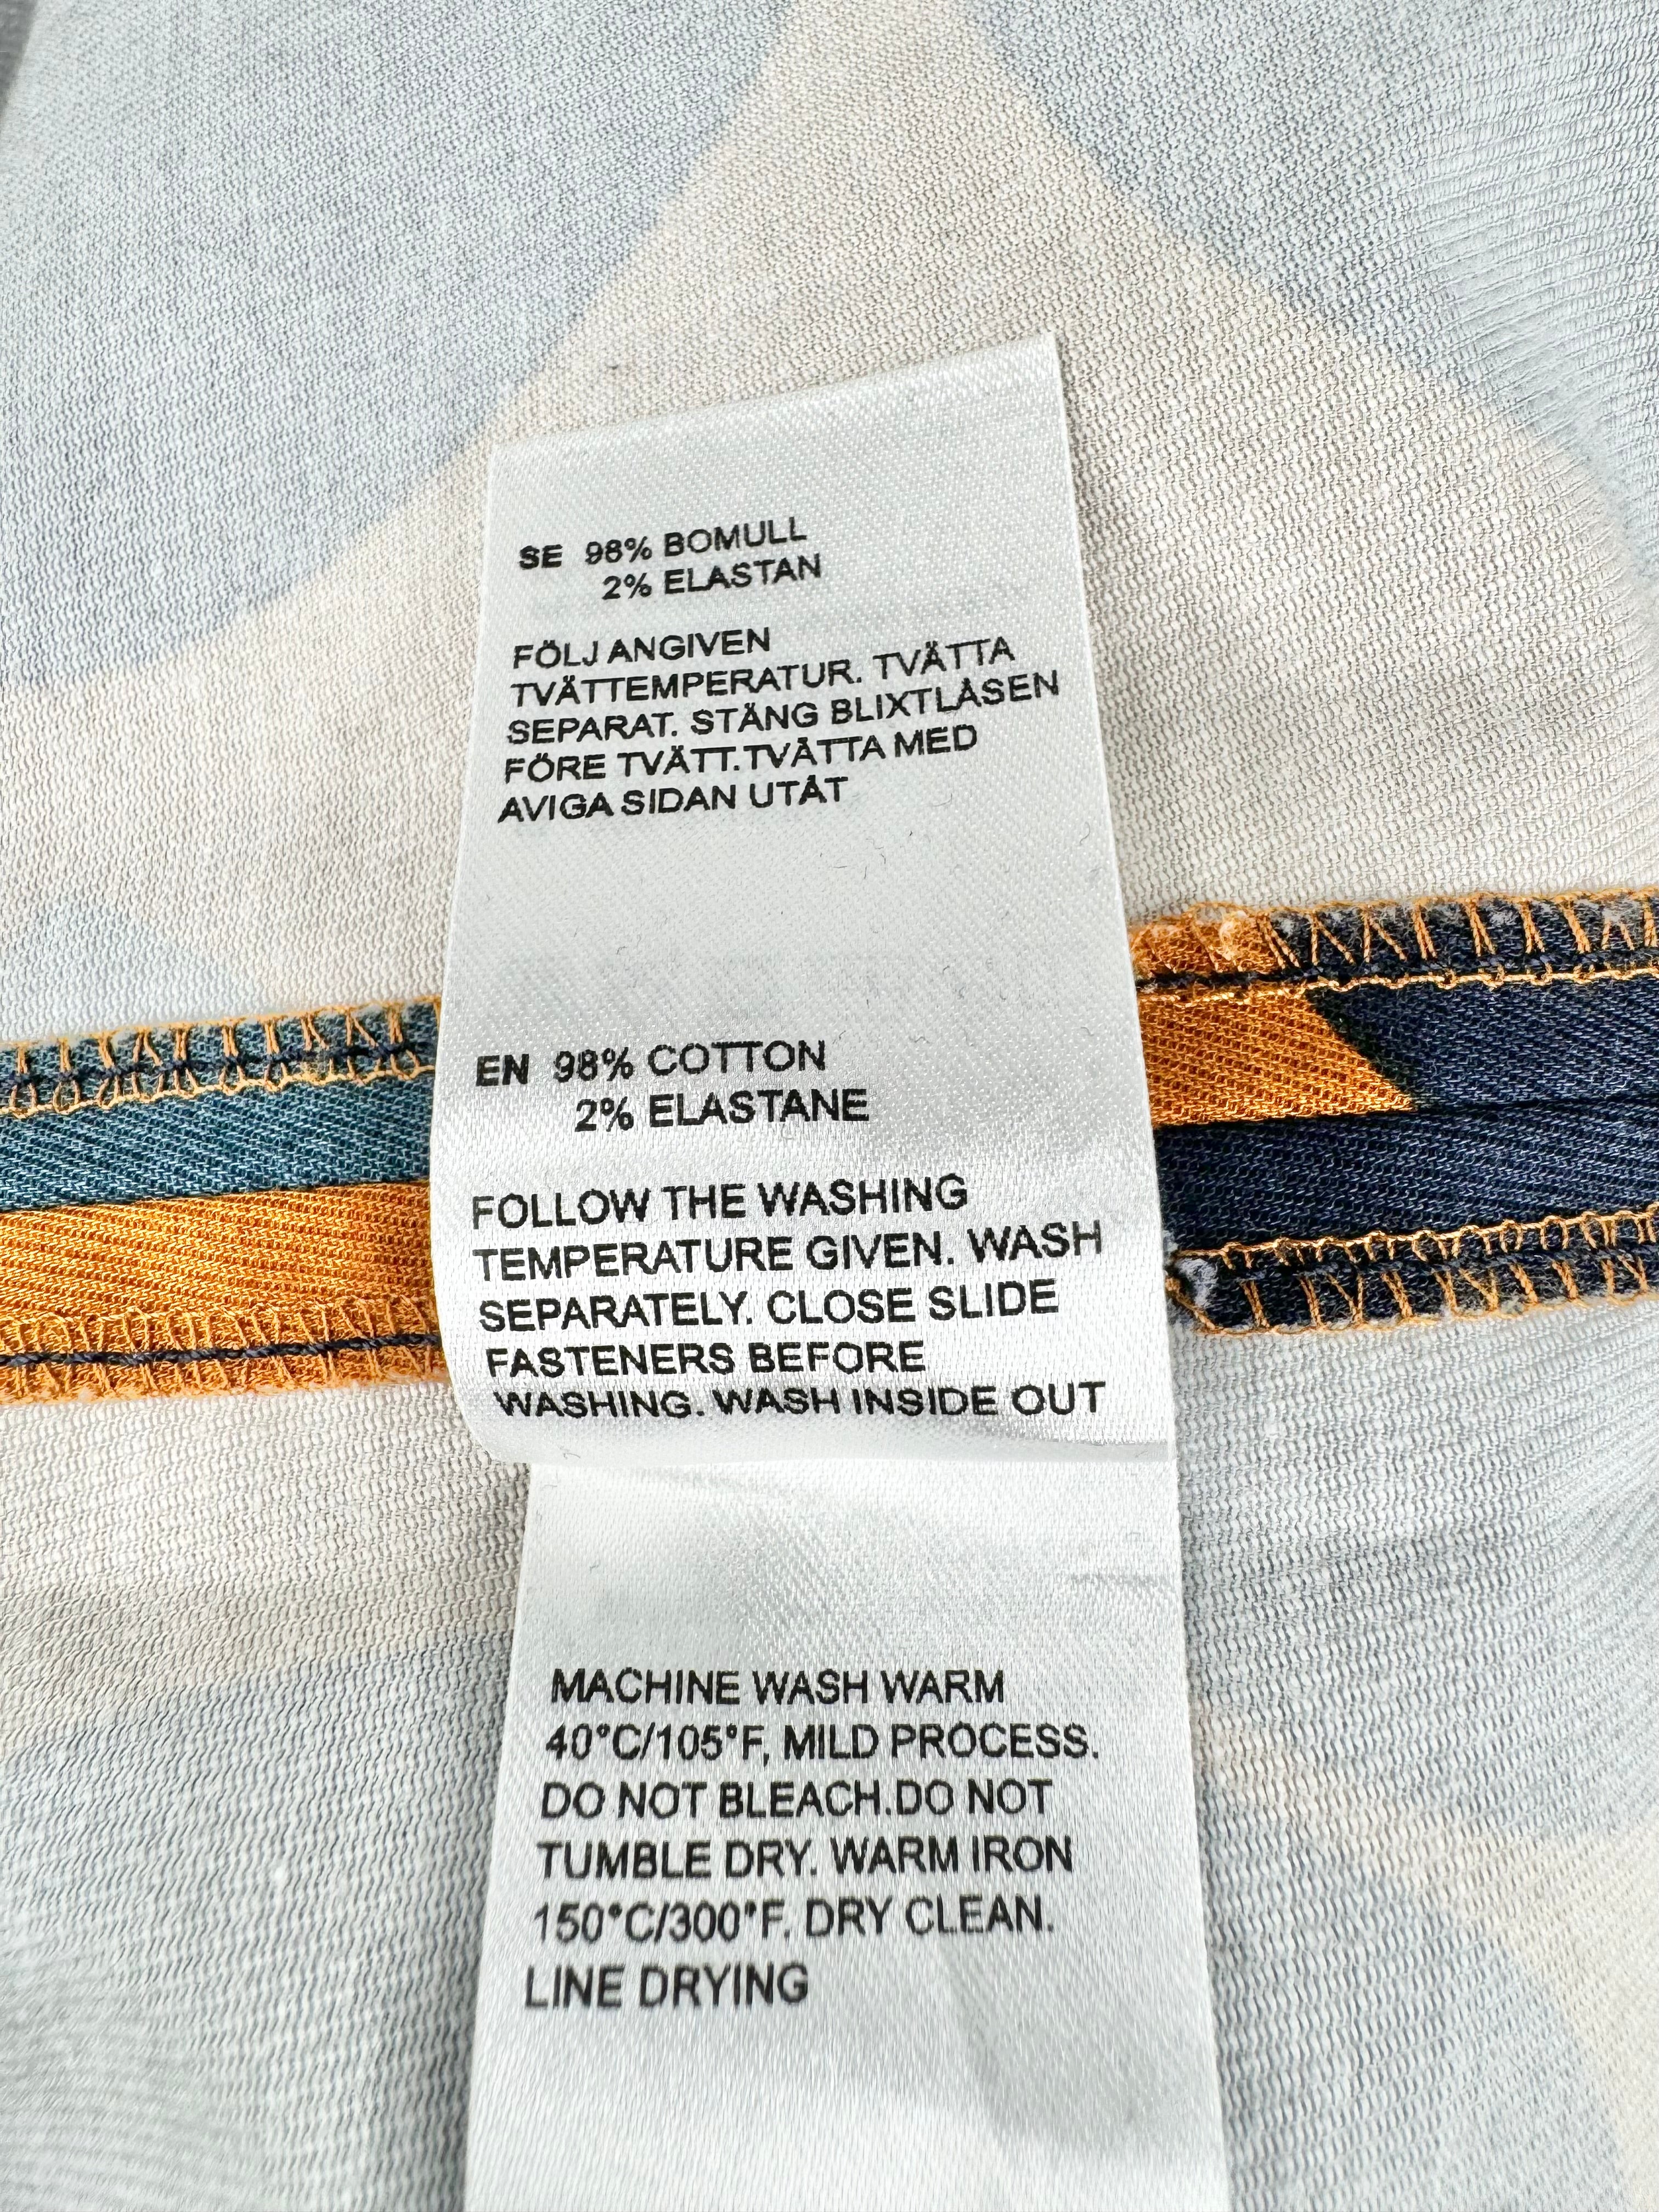 SE 98% BOMULL
2% ELASTAN
FÖLJ ANGIVEN
TVÄTTEMPERATUR. TVÄTTA
SEPARAT. STÄNG BLIXTLÅSEN
FÖRE TVÄTT.TVÄTTA MED
AVIGA SIDAN UTÅT
EN 98% COTTON
2% ELASTANE
FOLLOW THE WASHING
TEMPERATURE GIVEN. WASH
SEPARATELY. CLOSE SLIDE
FASTENERS BEFORE
WASHING. WASH INSIDE OUT
MACHINE WASH WARM
40°C/105°F, MILD PROCESS.
DO NOT BLEACH.DO NOT
TUMBLE DRY. WARM IRON
150°C/300°F. DRY CLEAN.
LINE DRYING